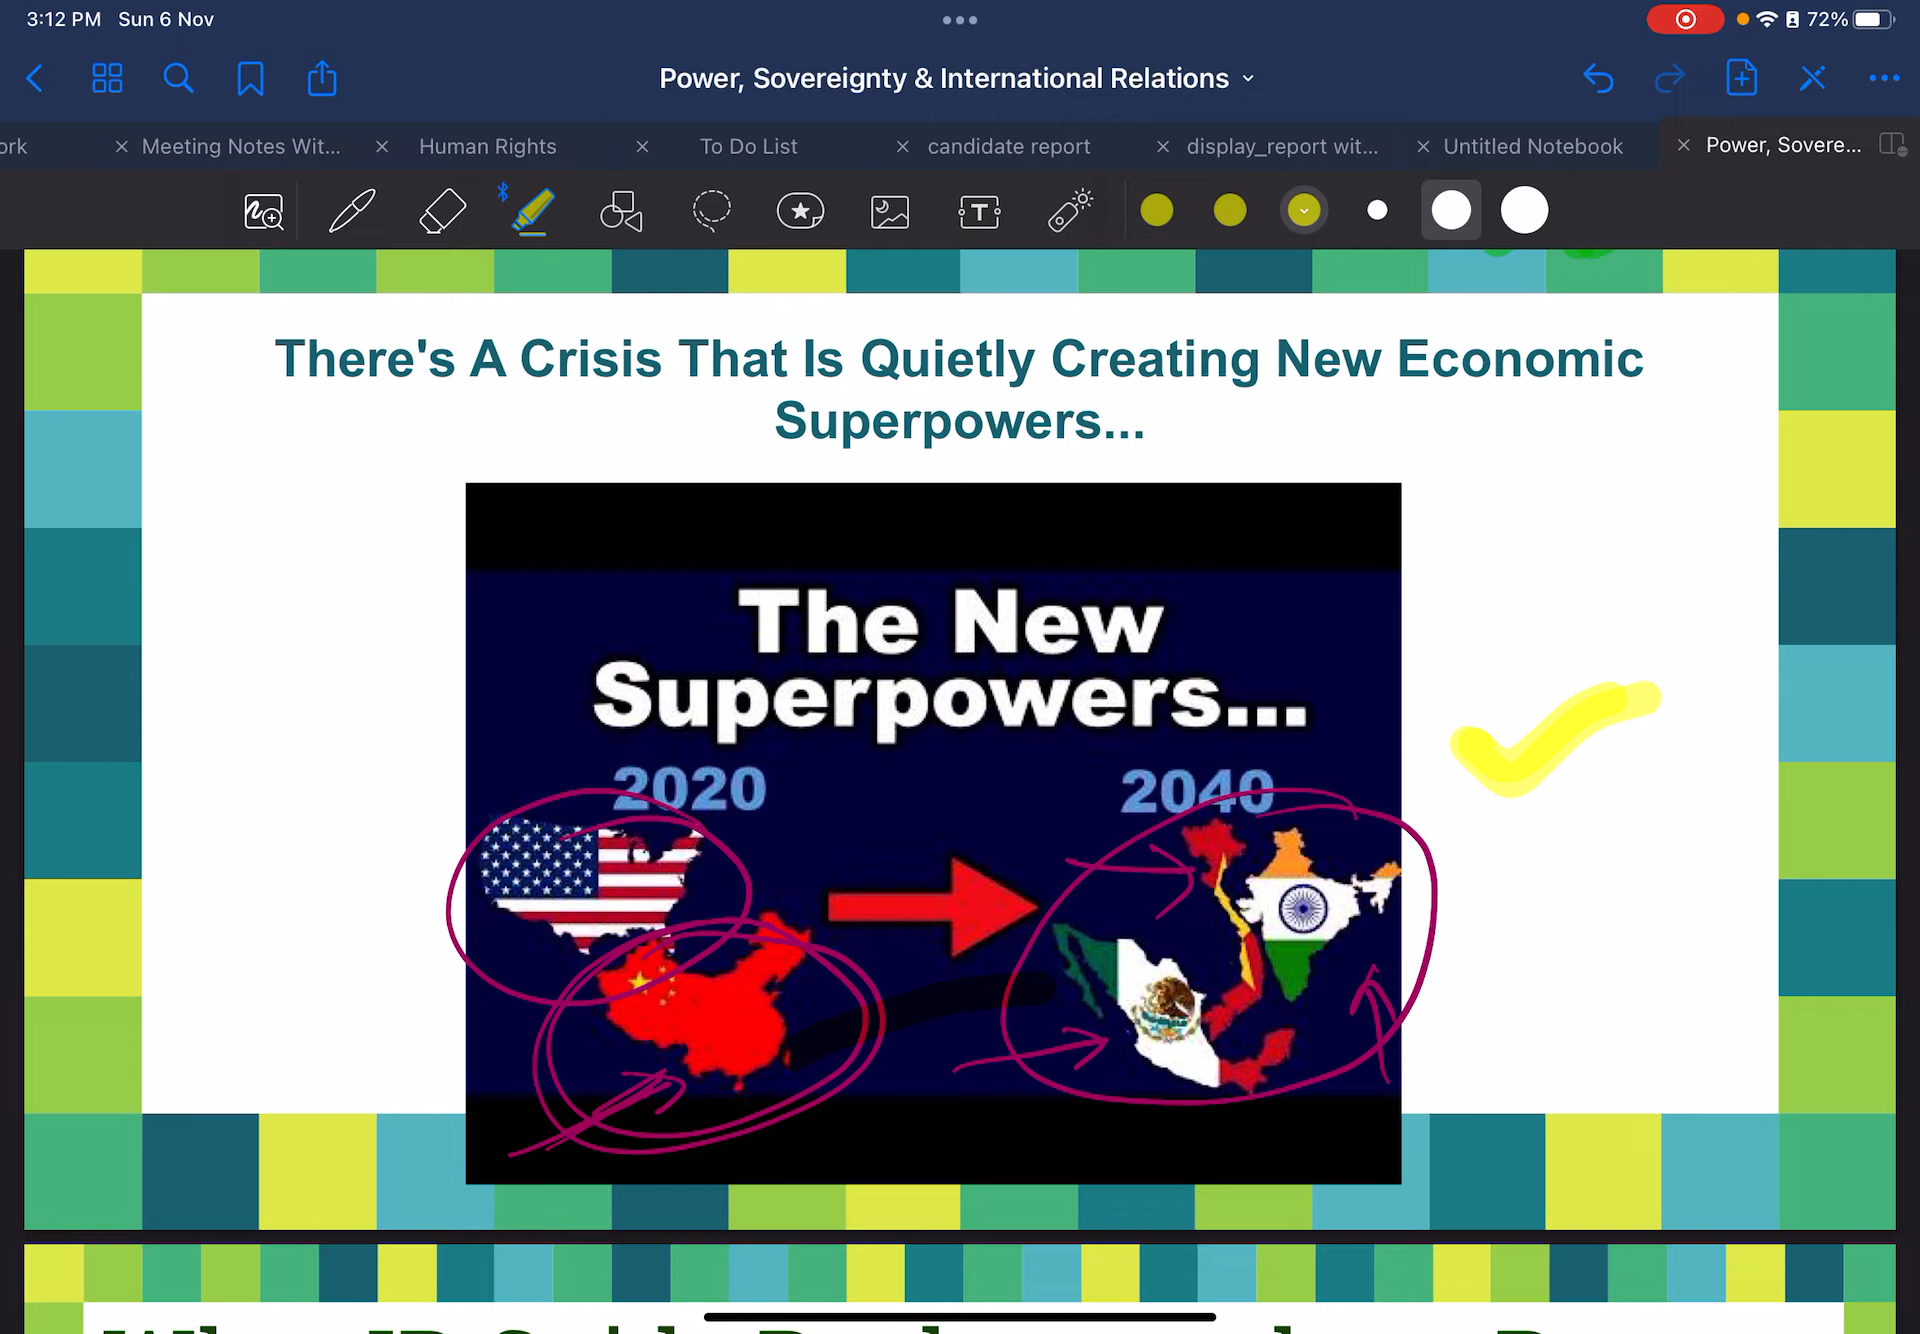 3:12 PM Sun 6 Nov
72%
Power, Sovereignty & International Relations
ork
Meeting Notes Wit...
Human Rights
To Do List
candidate report
display_report wit...
Untitled Notebook
Power, Sovere...
There's A Crisis That Is Quietly Creating New Economic
Superpowers...
The New
Superpowers...
2020
2040